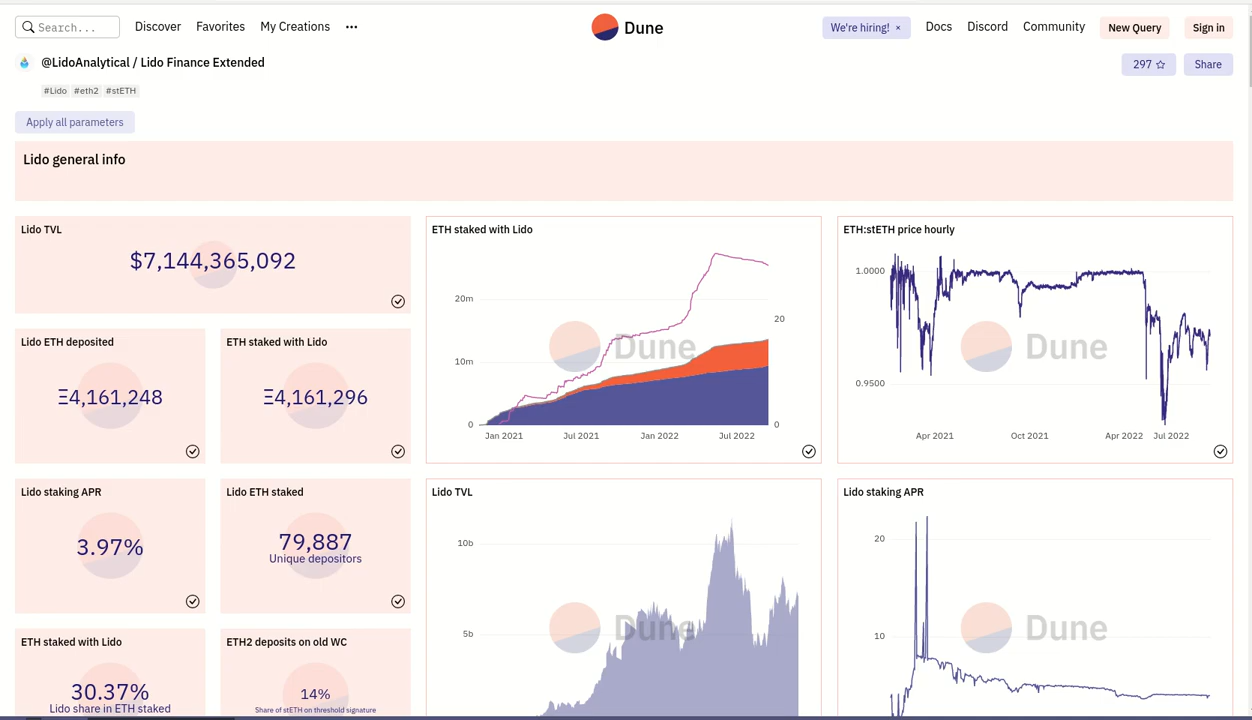 Search...
Discover
Favorites
My Creations
•••
Dune
We're hiring! ×
Docs
Discord
Community
New Query
Sign in
@LidoAnalytical / Lido Finance Extended
297
Share
#Lido #eth2 #stETH
Apply all parameters
Lido general info
Lido TVL
$7,144,365,092
Lido ETH deposited
Ξ4,161,248
ETH staked with Lido
Ξ4,161,296
ETH staked with Lido
20m
10m
0
20
0
Dune
Jan 2021
Jul 2021
Jan 2022
Jul 2022
ETH:stETH price hourly
1.0000
0.9500
Dune
Apr 2021
Oct 2021
Apr 2022
Jul 2022
Lido staking APR
3.97%
Lido ETH staked
79,887
Unique depositors
Lido TVL
10b
5b
Dune
Lido staking APR
20
10
Dune
ETH staked with Lido
30.37%
Lido share in ETH staked
ETH2 deposits on old WC
14%
Share of stETH on threshold signature